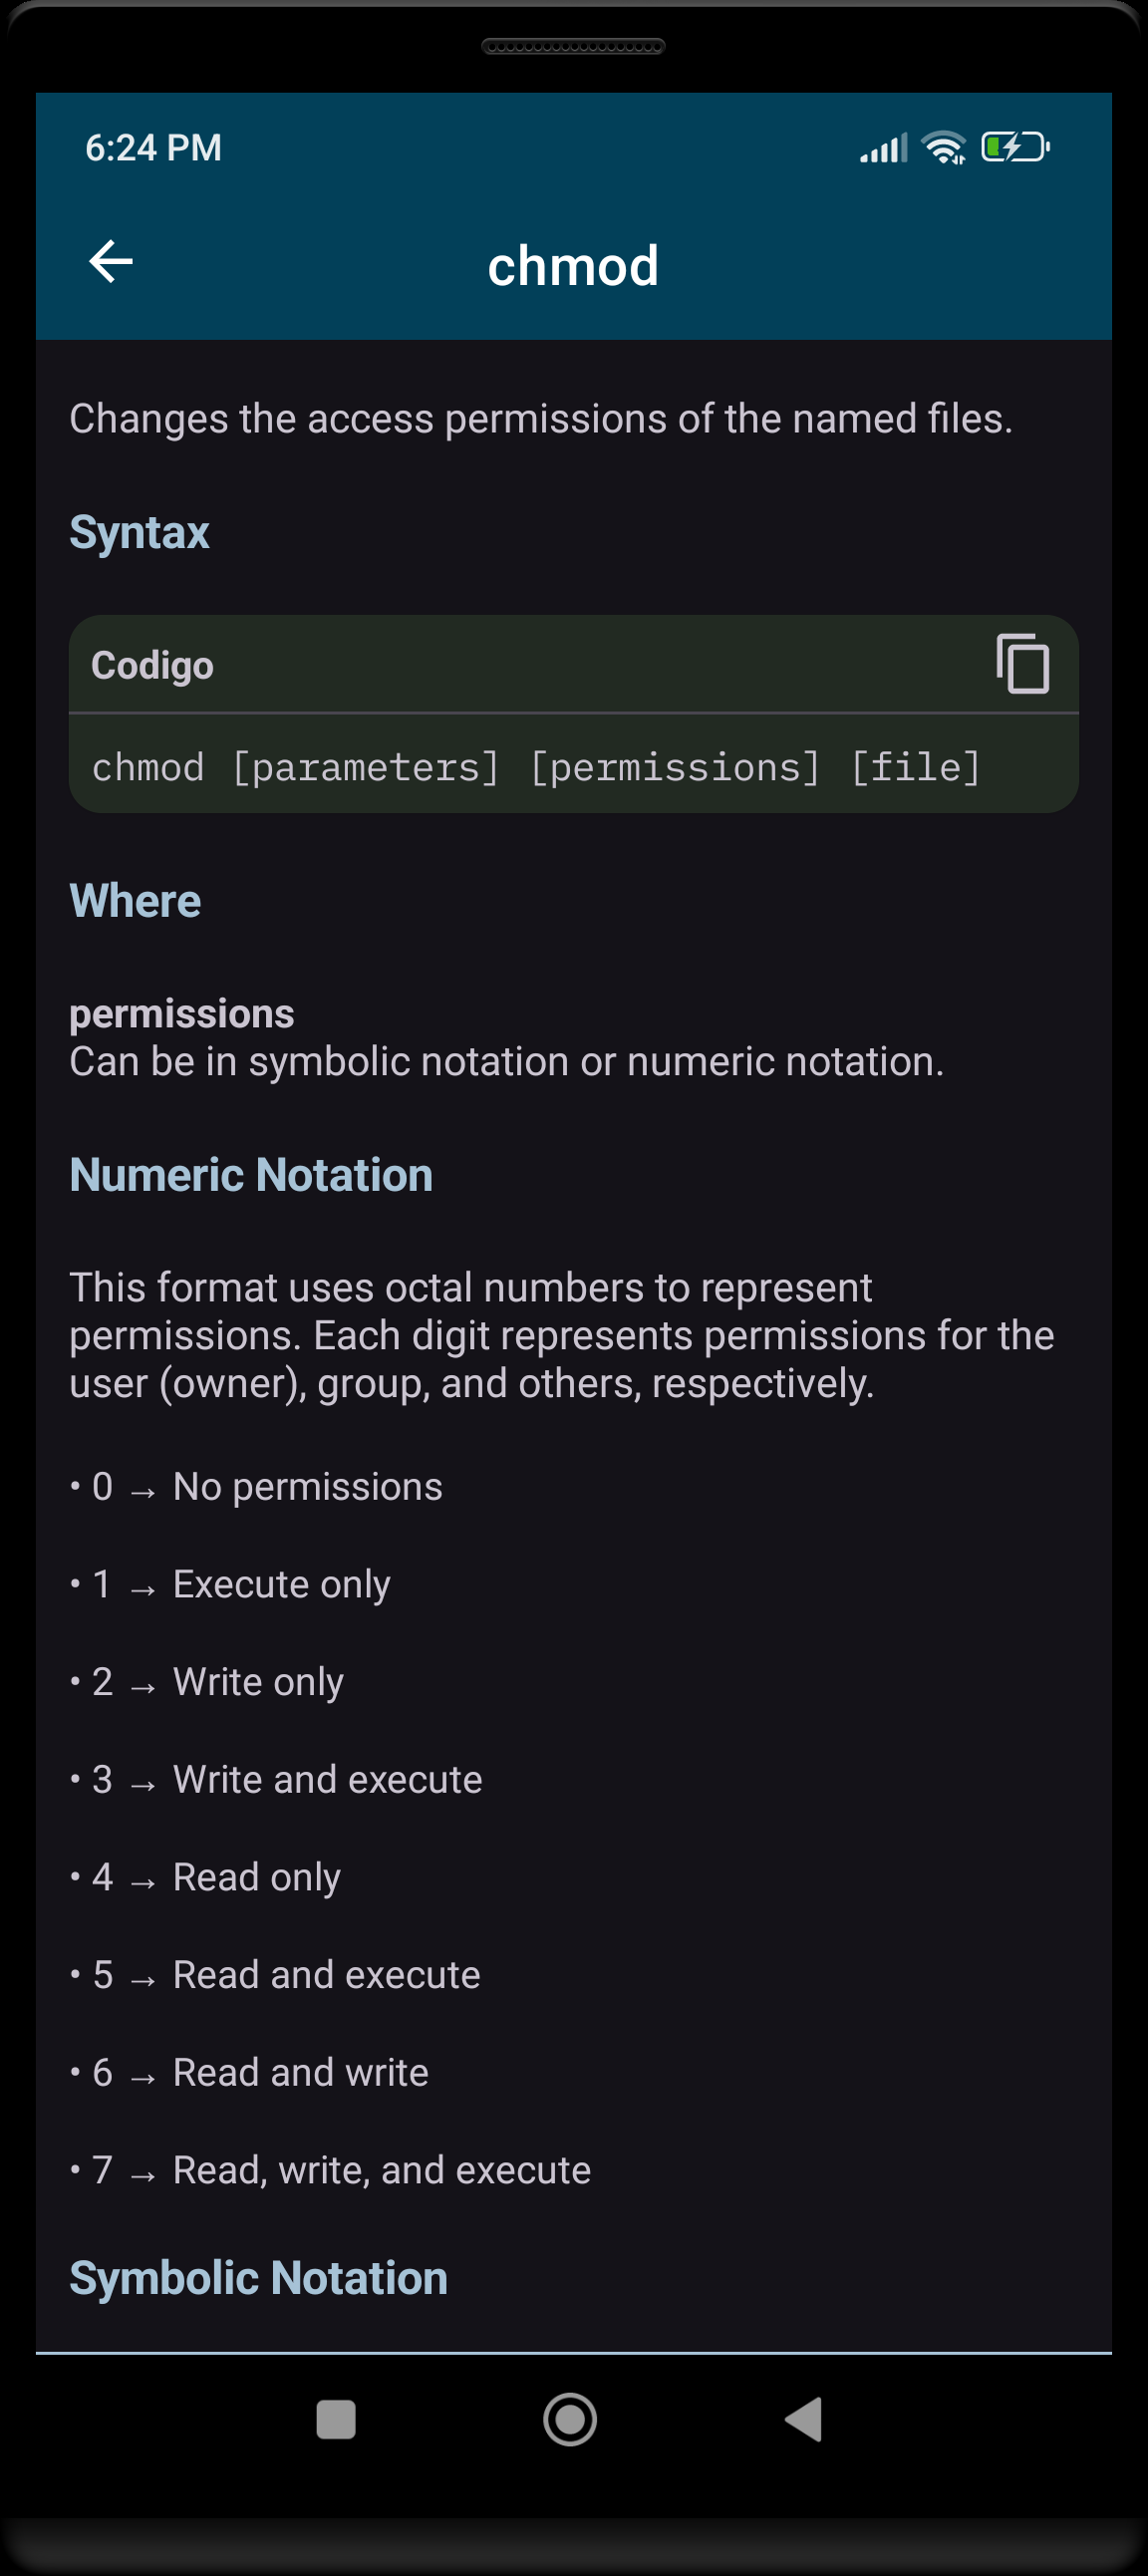 6:24 PM
chmod
Changes the access permissions of the named files.
Syntax
Codigo
chmod [parameters] [permissions] [file]
Where
permissions
Can be in symbolic notation or numeric notation.
Numeric Notation
This format uses octal numbers to represent
permissions. Each digit represents permissions for the
user (owner), group, and others, respectively.
• 0 → No permissions
• 1 → Execute only
• 2 → Write only
• 3 → Write and execute
• 4 → Read only
• 5 → Read and execute
• 6 → Read and write
• 7 → Read, write, and execute
Symbolic Notation